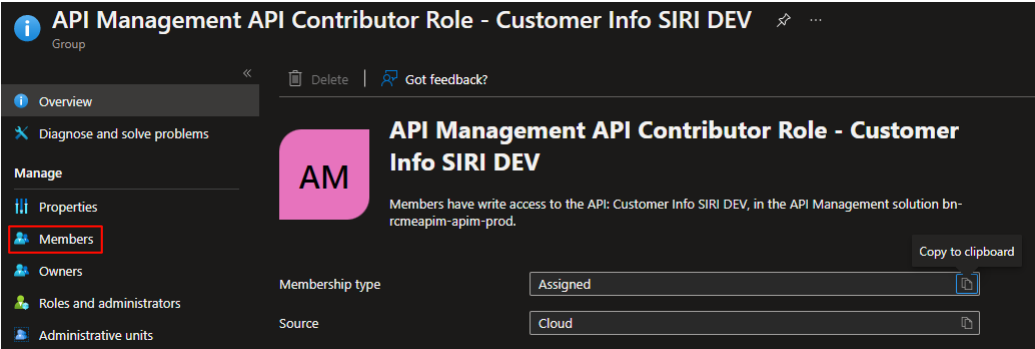 API Management API Contributor Role - Customer Info SIRI DEV
Group
Delete
Got feedback?
Overview
Diagnose and solve problems
Manage
Properties
Members
Owners
Roles and administrators
Administrative units
AM
API Management API Contributor Role - Customer
Info SIRI DEV
Members have write access to the API: Customer Info SIRI DEV, in the API Management solution bn-
rcmeapim-apim-prod.
Copy to clipboard
Membership type
Assigned
Source
Cloud